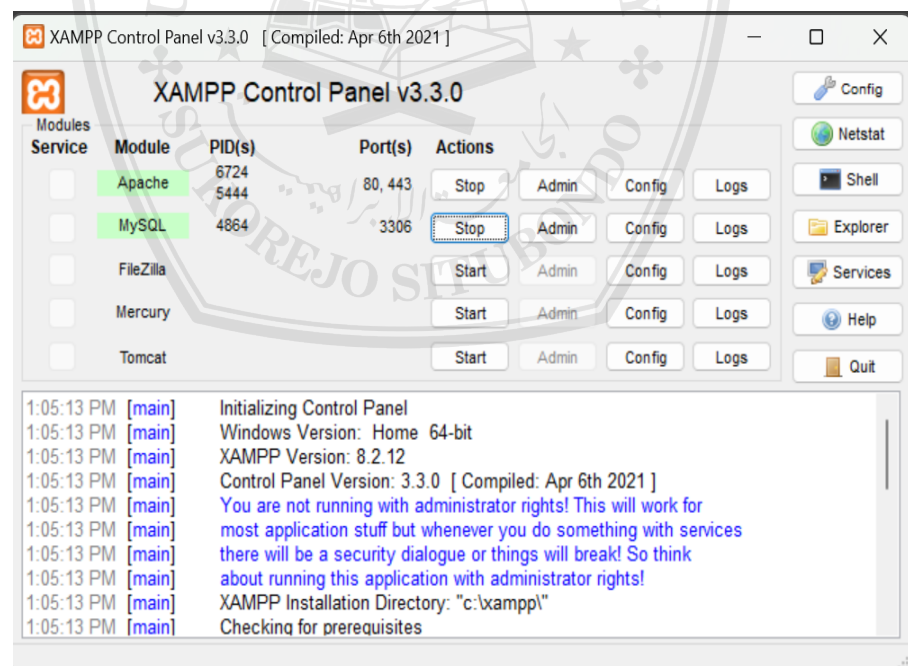 XAMPP Control Panel v3.3.0 [ Compiled: Apr 6th 2021 ]
XAMPP Control Panel v3.3.0
Config
Modules
Service Module PID(s) Port(s) Actions
Netstat
Apache 6724 5444 80, 443 Stop Admin Config Logs
Shell
MySQL 4864 3306 Stop Admin Config Logs
Explorer
FileZilla Start Admin Config Logs
Services
Mercury Start Admin Config Logs
Help
Tomcat Start Admin Config Logs
Quit
1:05:13 PM [main] Initializing Control Panel
1:05:13 PM [main] Windows Version: Home 64-bit
1:05:13 PM [main] XAMPP Version: 8.2.12
1:05:13 PM [main] Control Panel Version: 3.3.0 [ Compiled: Apr 6th 2021 ]
1:05:13 PM [main] You are not running with administrator rights! This will work for
1:05:13 PM [main] most application stuff but whenever you do something with services
1:05:13 PM [main] there will be a security dialogue or things will break! So think
1:05:13 PM [main] about running this application with administrator rights!
1:05:13 PM [main] XAMPP Installation Directory: "c:\xampp\"
1:05:13 PM [main] Checking for prerequisites
SUKOREJO SITUBONDO